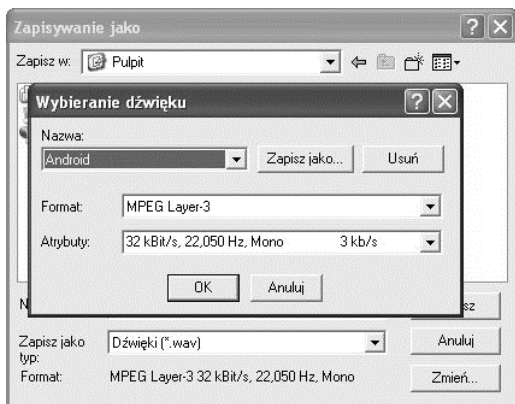 Zapisywanie jako
Zapisz w: Pulpit
Wybieranie dźwięku
Nazwa:
Android Zapisz jako... Usuń
Format: MPEG Layer-3
Atrybuty: 32 kBit/s, 22,050 Hz, Mono 3 kb/s
OK Anuluj
Zapisz jako typ: Dźwięki (*.wav) Anuluj
Format: MPEG Layer-3 32 kBit/s, 22,050 Hz, Mono Zmień...